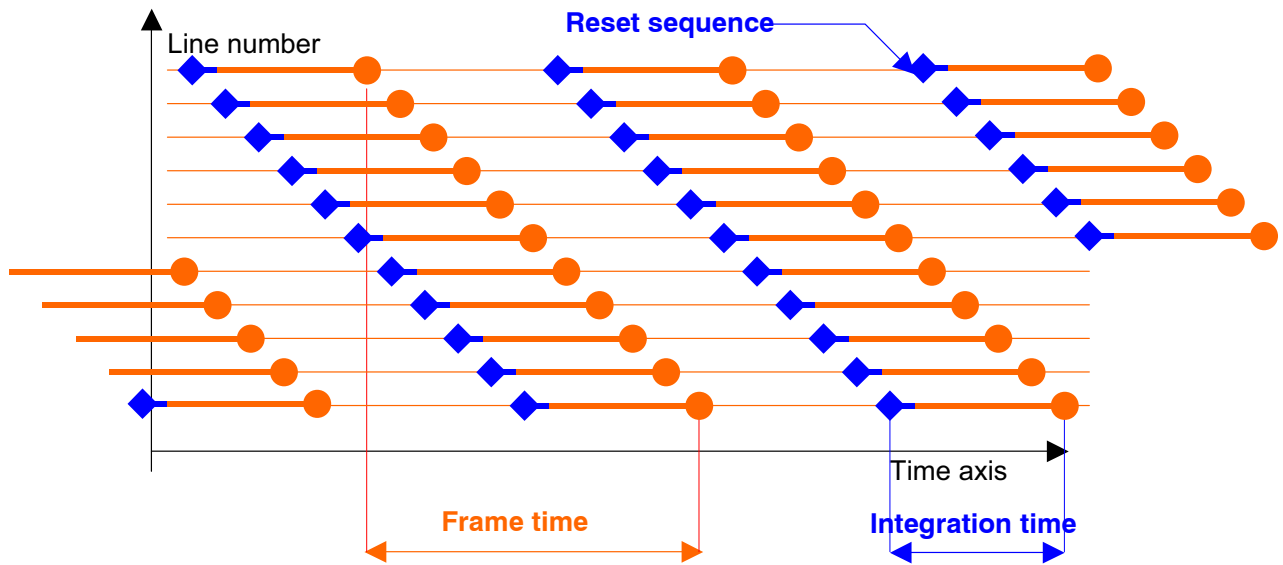 Reset sequence
Line number
Time axis
Frame time
Integration time